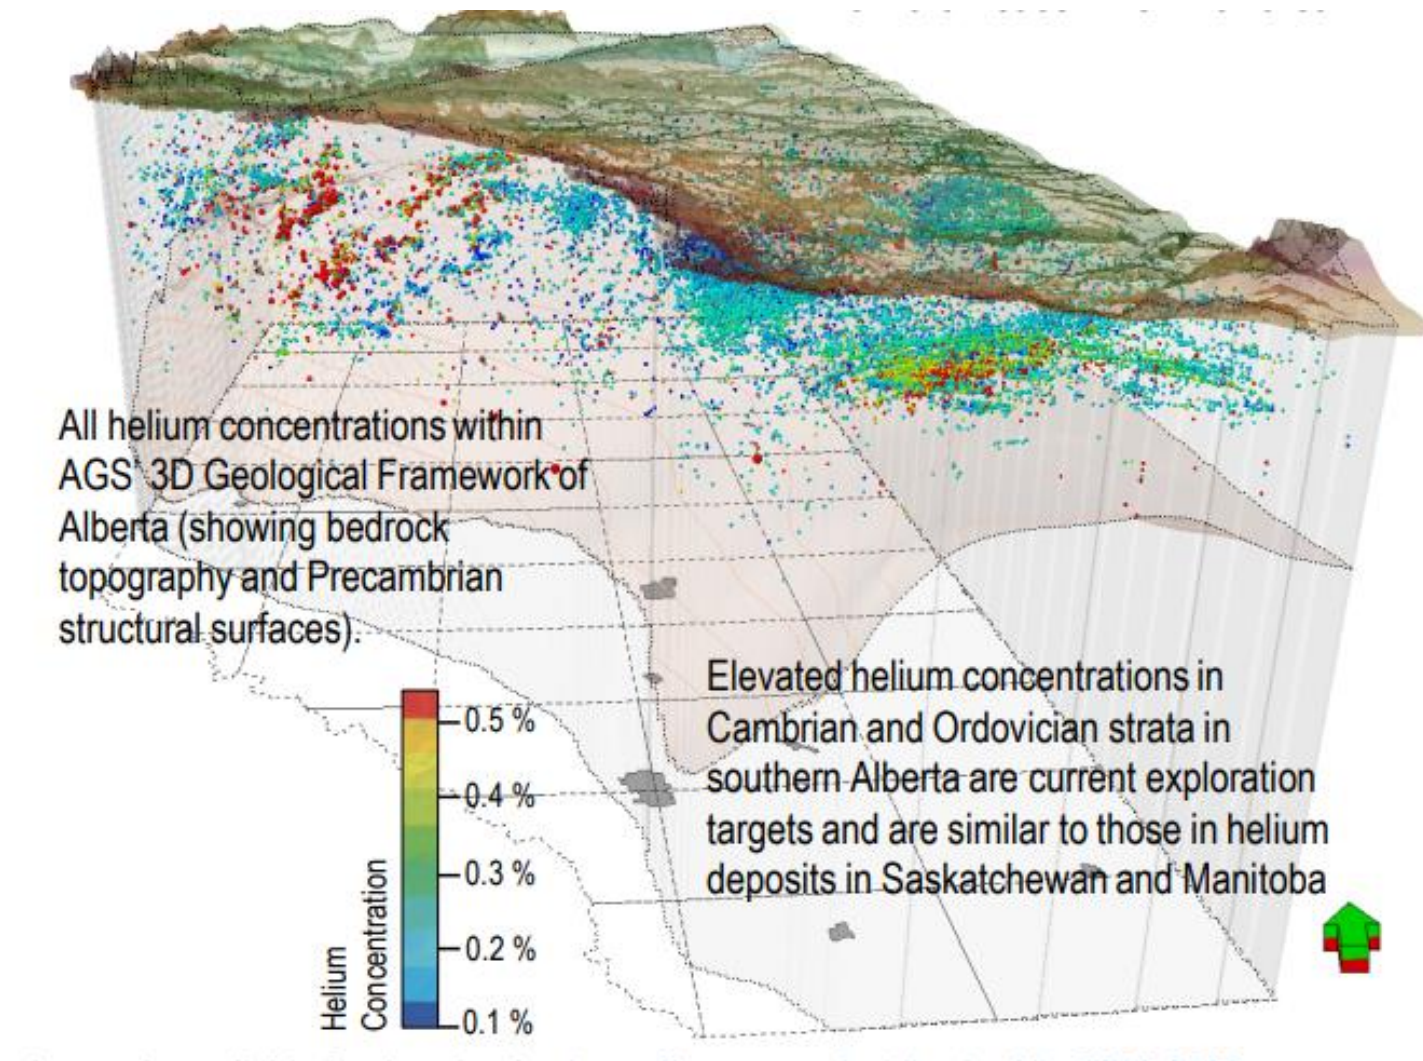 All helium concentrations within
AGS' 3D Geological Framework of
Alberta (showing bedrock
topography and Precambrian
structural surfaces).
Elevated helium concentrations in
Cambrian and Ordovician strata in
southern Alberta are current exploration
targets and are similar to those in helium
deposits in Saskatchewan and Manitoba
Helium
Concentration
0.5 %
0.4 %
0.3 %
0.2 %
0.1 %